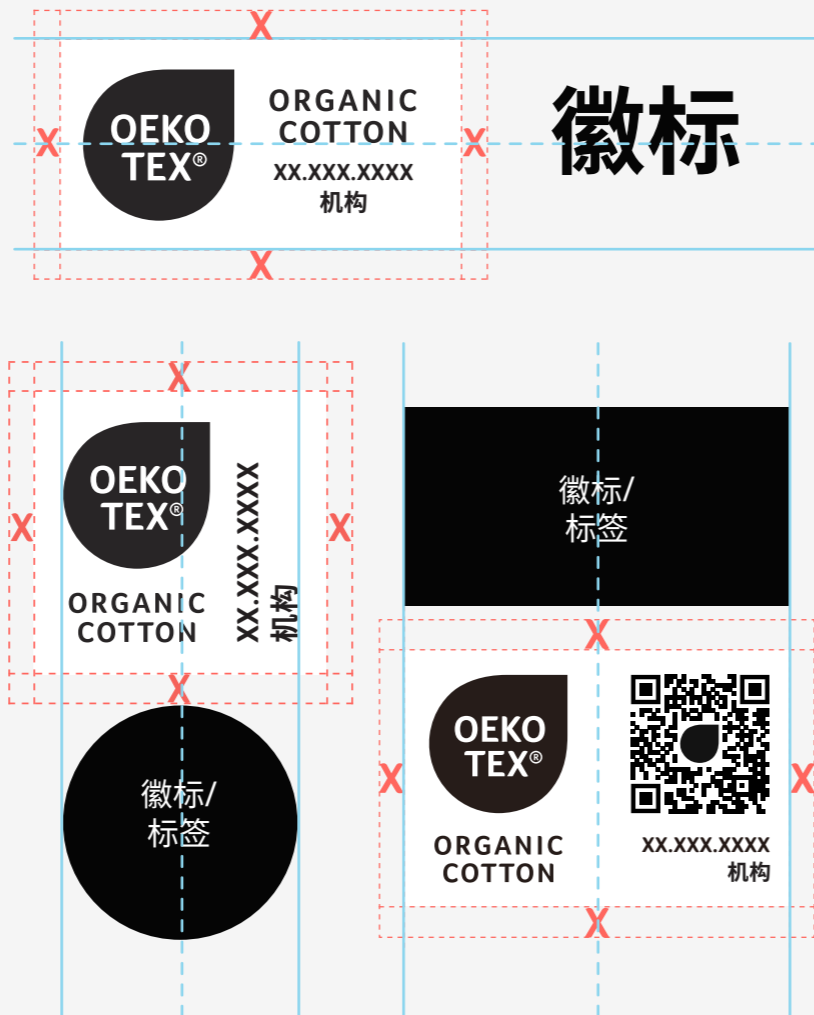 X
OEKO
TEX®
ORGANIC
COTTON
XX.XXX.XXXX
机构
X
X
徽标
X
X
OEKO
TEX®
ORGANIC
COTTON
XX.XXX.XXXX
机构
X
X
X
徽标/
标签
徽标/
标签
X
OEKO
TEX®
ORGANIC
COTTON
XX.XXX.XXXX
机构
X
X
X